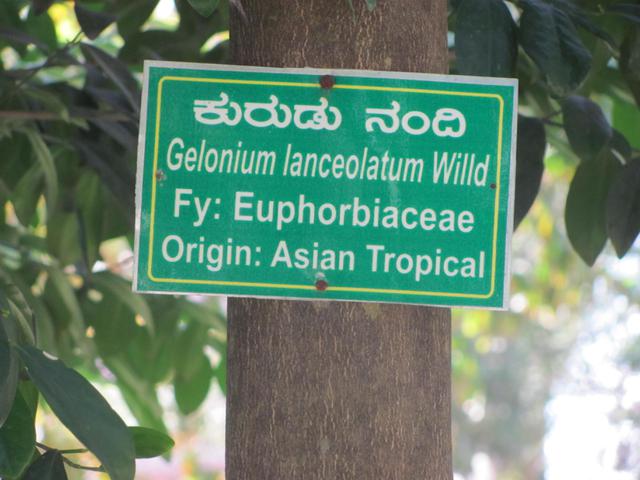 ಕುರುಡು ನಂದಿ
Gelonium lanceolatum Willd
Fy: Euphorbiaceae
Origin: Asian Tropical